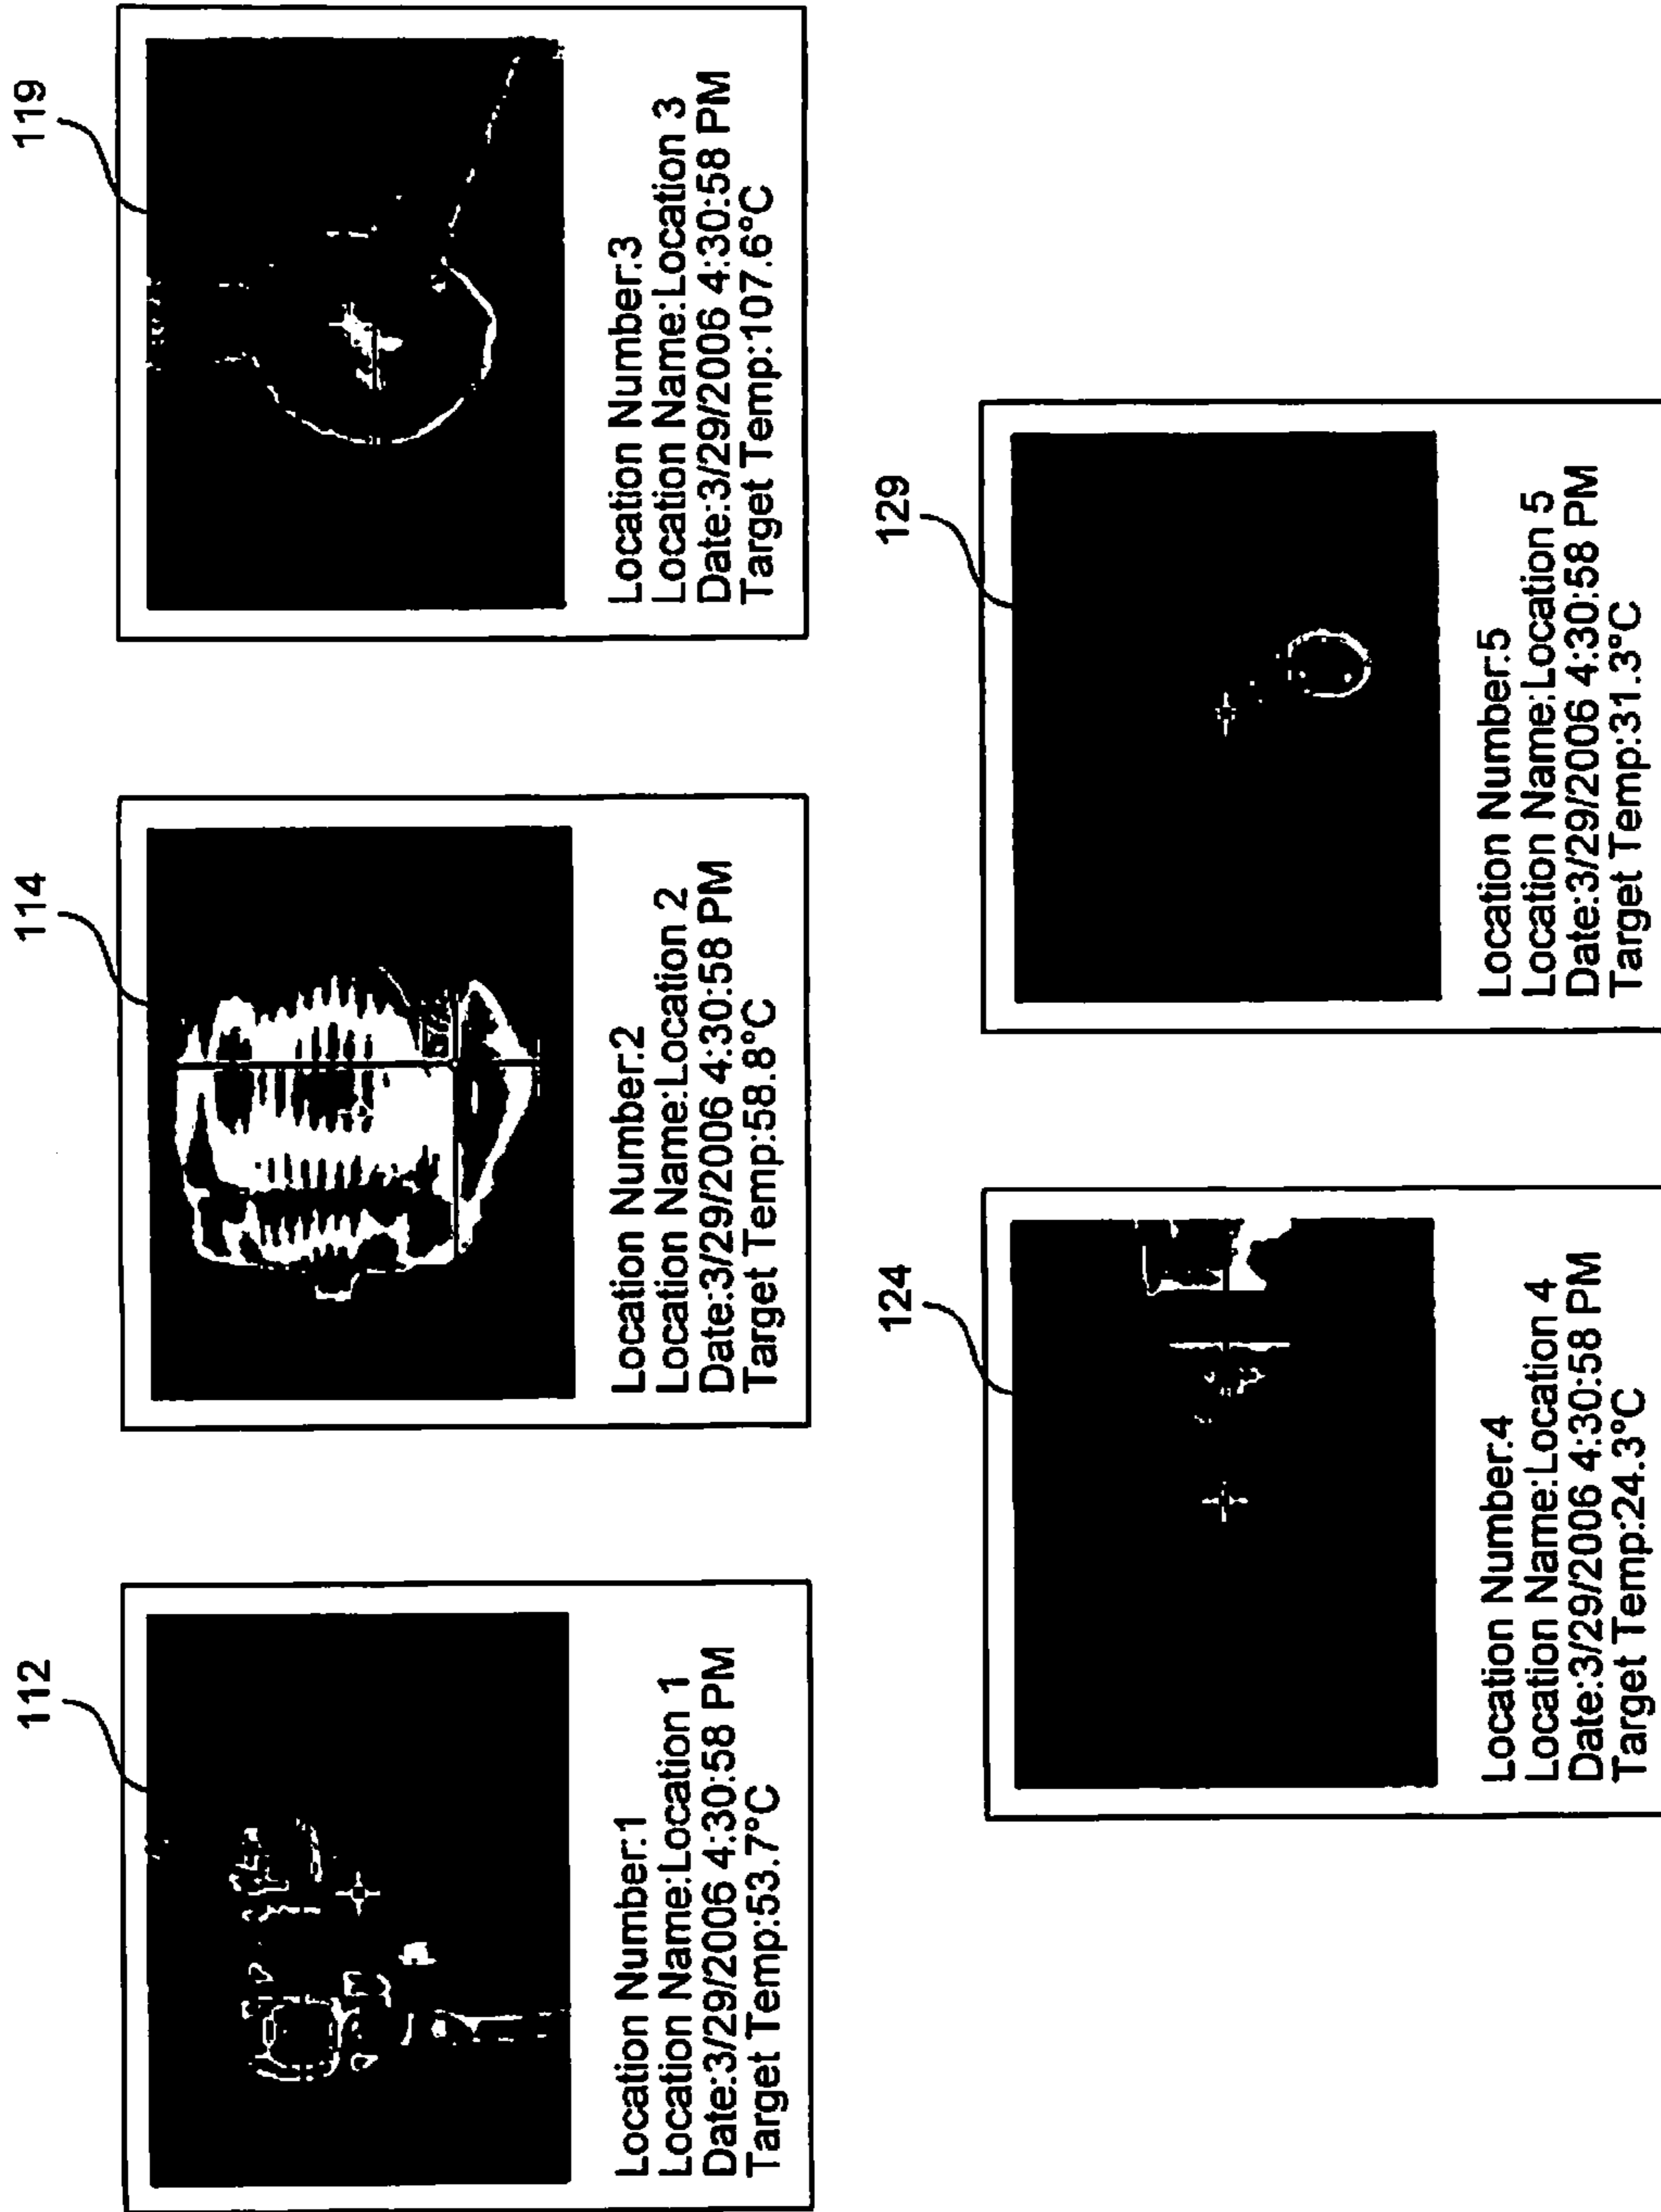 112
Location Number:1
Location Name:Location 1
Date:3/29/2006 4:30:58 PM
Target Temp:53.7°C
114
Location Number:2
Location Name:Location 2
Date:3/29/2006 4:30:58 PM
Target Temp:58.8°C
119
Location Number:3
Location Name:Location 3
Date:3/29/2006 4:30:58 PM
Target Temp:107.6°C
124
Location Number:4
Location Name:Location 4
Date:3/29/2006 4:30:58 PM
Target Temp:24.3°C
129
Location Number:5
Location Name:Location 5
Date:3/29/2006 4:30:58 PM
Target Temp:31.3°C